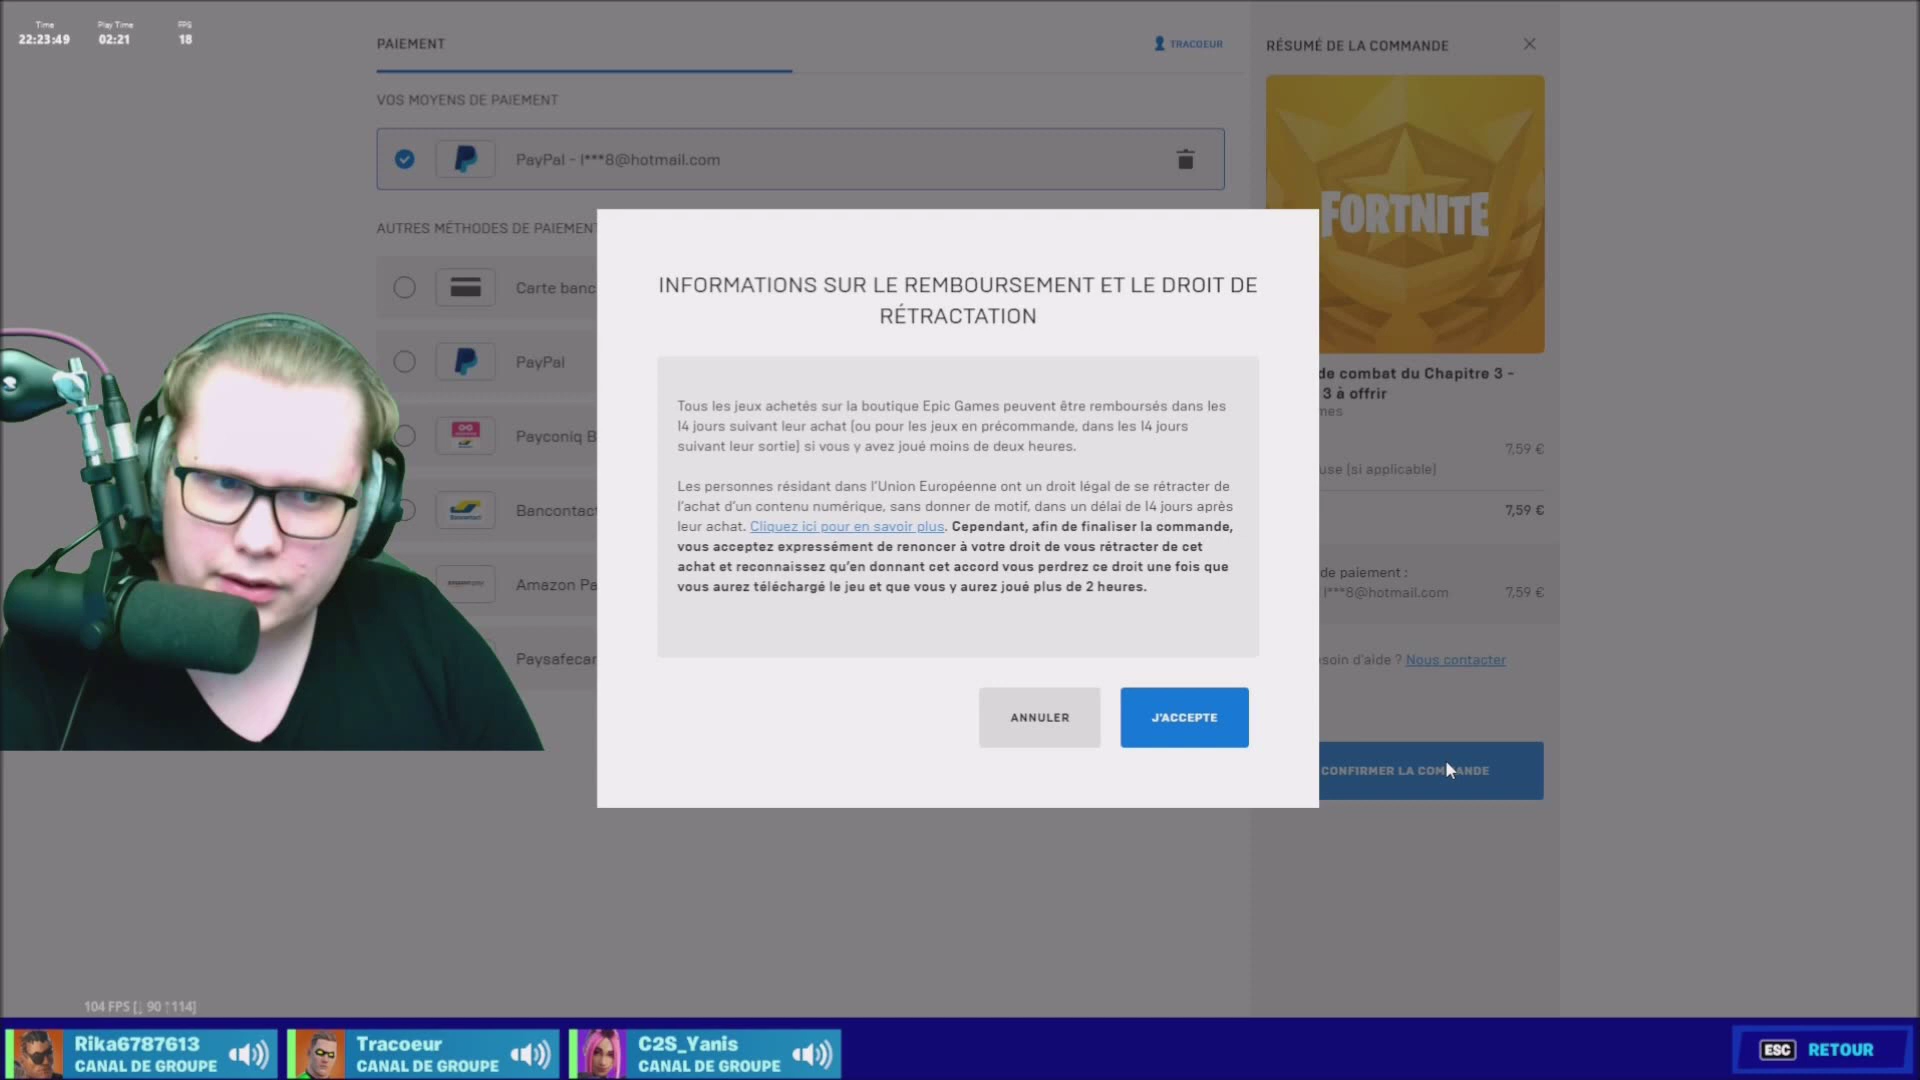 Time
22:23:49
Play Time
02:21
FPS
18
PAIEMENT
TRACOEUR
VOS MOYENS DE PAIEMENT
PayPal - l***8@hotmail.com
AUTRES MÉTHODES DE PAIEMENT
Carte banc
PayPal
Payconiq B
Bancontact
Amazon Pa
Paysafecar
RÉSUMÉ DE LA COMMANDE
FORTNITE
de combat du Chapitre 3 -
3 à offrir
mes
7,59 €
use (si applicable)
7,59 €
de paiement :
l***8@hotmail.com
7,59 €
soin d'aide ? Nous contacter
CONFIRMER LA COMMANDE
INFORMATIONS SUR LE REMBOURSEMENT ET LE DROIT DE
RÉTRACTATION
Tous les jeux achetés sur la boutique Epic Games peuvent être remboursés dans les
14 jours suivant leur achat (ou pour les jeux en précommande, dans les 14 jours
suivant leur sortie) si vous y avez joué moins de deux heures.
Les personnes résidant dans l'Union Européenne ont un droit légal de se rétracter de
l'achat d'un contenu numérique, sans donner de motif, dans un délai de 14 jours après
leur achat. Cliquez ici pour en savoir plus. Cependant, afin de finaliser la commande,
vous acceptez expressément de renoncer à votre droit de vous rétracter de cet
achat et reconnaissez qu'en donnant cet accord vous perdrez ce droit une fois que
vous aurez téléchargé le jeu et que vous y aurez joué plus de 2 heures.
ANNULER
J'ACCEPTE
104 FPS [↓ 90 ↑114]
Rika6787613
CANAL DE GROUPE
Tracoeur
CANAL DE GROUPE
C2S_Yanis
CANAL DE GROUPE
ESC RETOUR